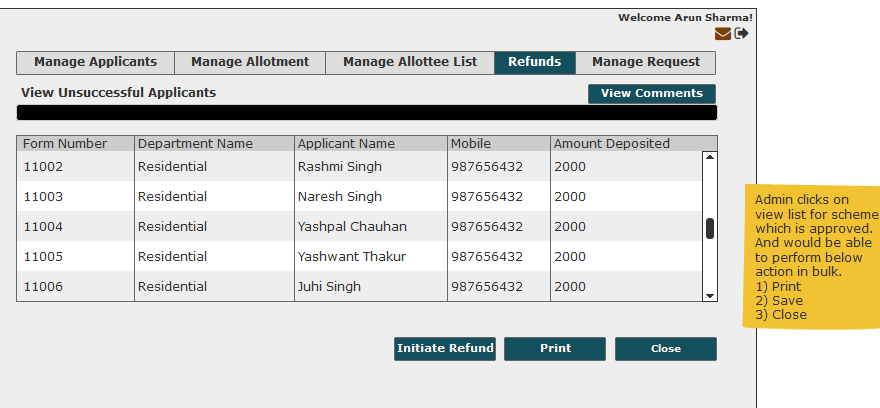 Welcome Arun Sharma!
Manage Applicants Manage Allotment Manage Allottee List Refunds Manage Request
View Unsuccessful Applicants View Comments
Form Number Department Name Applicant Name Mobile Amount Deposited
11002 Residential Rashmi Singh 987656432 2000
11003 Residential Naresh Singh 987656432 2000
11004 Residential Yashpal Chauhan 987656432 2000
11005 Residential Yashwant Thakur 987656432 2000
11006 Residential Juhi Singh 987656432 2000
Initiate Refund Print Close
Admin clicks on
view list for scheme
which is approved.
And would be able
to perform below
action in bulk.
1) Print
2) Save
3) Close